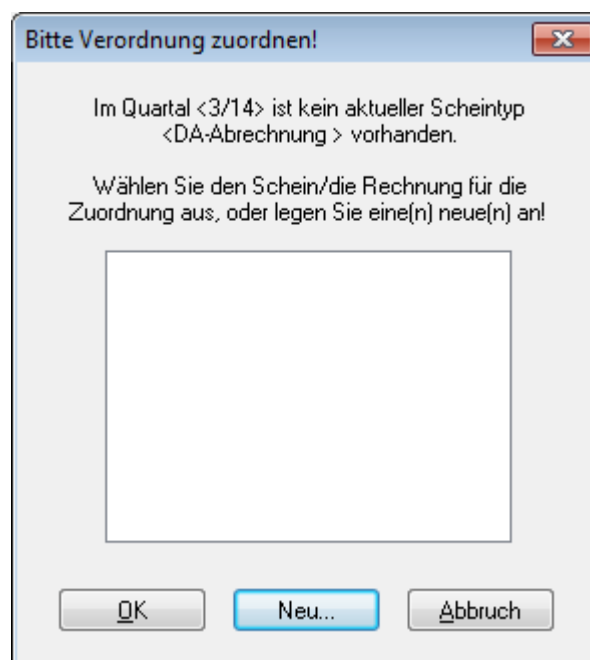 Bitte Verordnung zuordnen!
Im Quartal <3/14> ist kein aktueller Scheintyp
<DA-Abrechnung > vorhanden.
Wählen Sie den Schein/die Rechnung für die
Zuordnung aus, oder legen Sie eine(n) neue(n) an!
OK
Neu...
Abbruch